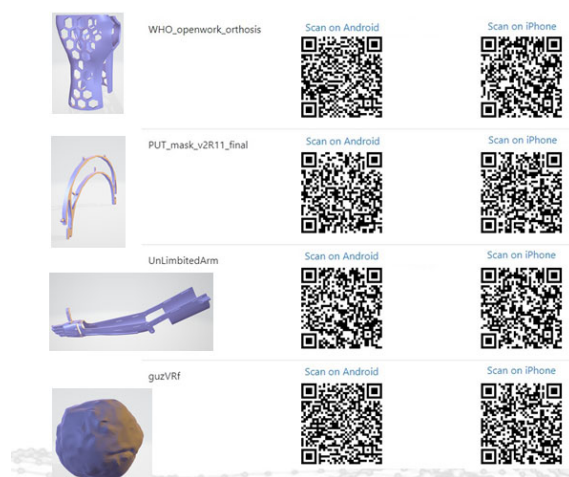 WHO_openwork_orthosis
Scan on Android
Scan on iPhone
PUT_mask_v2R11_final
Scan on Android
Scan on iPhone
UnLimbitedArm
Scan on Android
Scan on iPhone
guzVRf
Scan on Android
Scan on iPhone